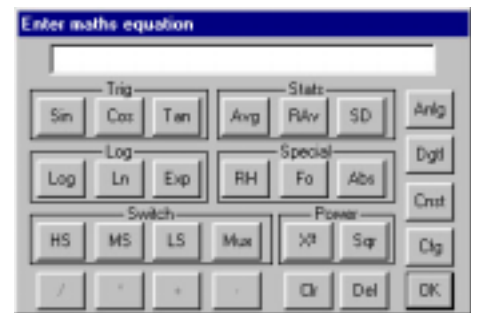 Enter maths equation
Trig Stats
Sin Cos Tan Avg RAv SD Anlg
Log Special Dgtl
Log Ln Exp RH Fo Abs
Switch Power Cnst
HS MS LS Mux Sqr Cfg
/ * + - Clr Del OK